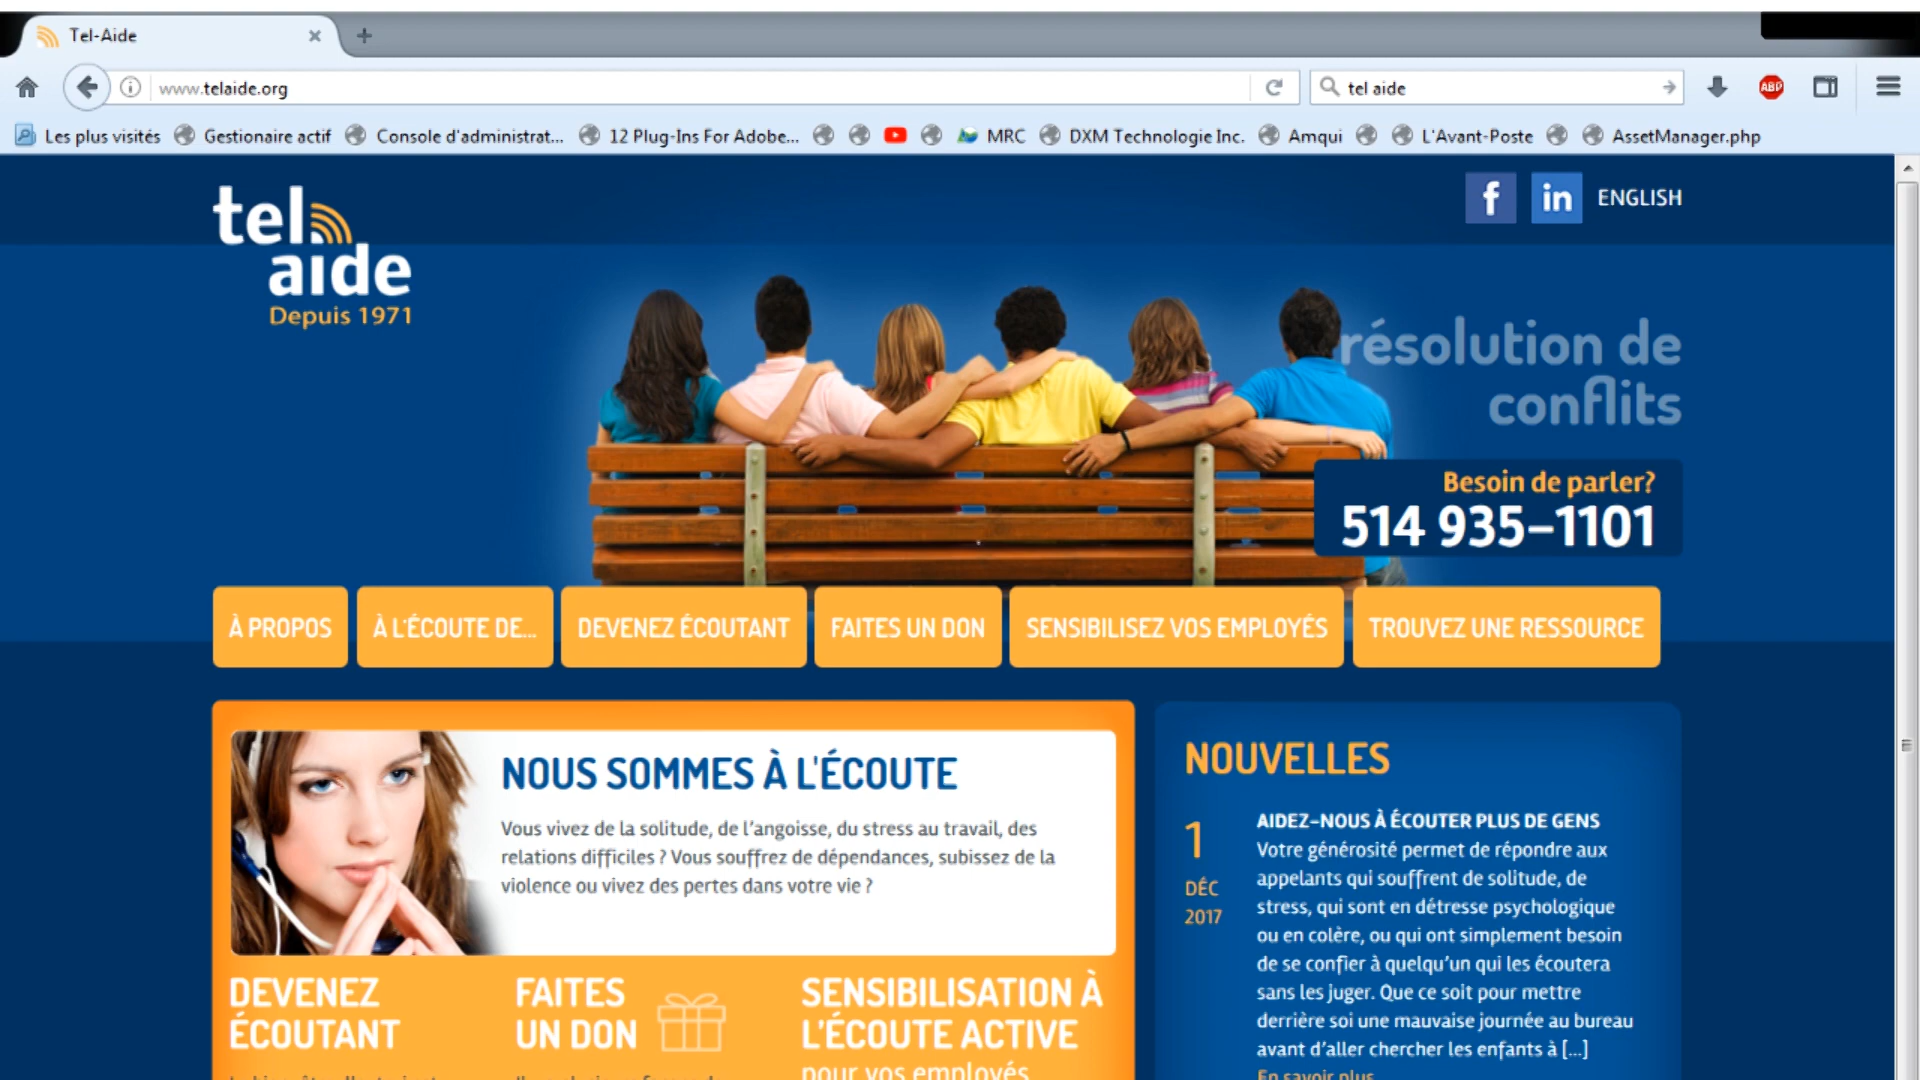 Tel-Aide
www.telaide.org
tel aide
ABP
Les plus visités Gestionaire actif Console d'administrat... 12 Plug-Ins For Adobe... MRC DXM Technologie Inc. Amqui L'Avant-Poste AssetManager.php
tel
aide
Depuis 1971
f in ENGLISH
résolution de
conflits
Besoin de parler?
514 935-1101
À PROPOS
À L'ÉCOUTE DE...
DEVENEZ ÉCOUTANT
FAITES UN DON
SENSIBILISEZ VOS EMPLOYÉS
TROUVEZ UNE RESSOURCE
NOUS SOMMES À L'ÉCOUTE
Vous vivez de la solitude, de l'angoisse, du stress au travail, des
relations difficiles ? Vous souffrez de dépendances, subissez de la
violence ou vivez des pertes dans votre vie ?
DEVENEZ
ÉCOUTANT
FAITES
UN DON
SENSIBILISATION À
L'ÉCOUTE ACTIVE
pour vos employés
NOUVELLES
1
DÉC
2017
AIDEZ-NOUS À ÉCOUTER PLUS DE GENS
Votre générosité permet de répondre aux
appelants qui souffrent de solitude, de
stress, qui sont en détresse psychologique
ou en colère, ou qui ont simplement besoin
de se confier à quelqu'un qui les écoutera
sans les juger. Que ce soit pour mettre
derrière soi une mauvaise journée au bureau
avant d'aller chercher les enfants à [...]
En savoir plus